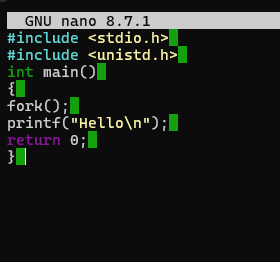 GNU nano 8.7.1
#include <stdio.h>
#include <unistd.h>
int main()
{
fork();
printf("Hello\n");
return 0;
}